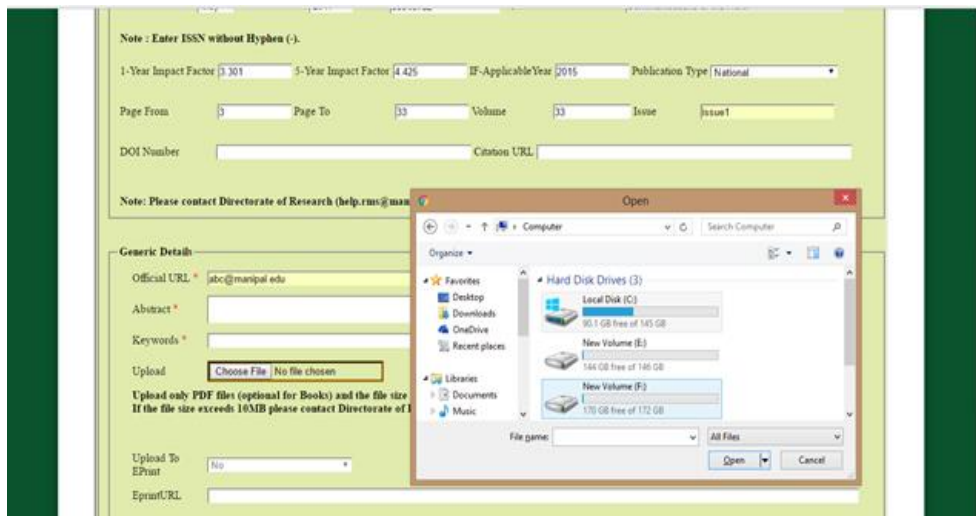 Note : Enter ISSN without Hyphen (-).
1-Year Impact Factor 3.301 5-Year Impact Factor 4.425 IF-ApplicableYear 2015 Publication Type National
Page From 3 Page To 33 Volume 33 Issue issue1
DOI Number Citation URL
Note: Please contact Directorate of Research (help.rms@man
Generic Details
Official URL * abc@manipal edu
Abstract *
Keywords *
Upload Choose File No file chosen
Upload only PDF files (optional for Books) and the file size
If the file size exceeds 10MB please contact Directorate of
Upload To
EPrint No
EprintURL
Open
Computer Search Computer
Organize
Favorites
Desktop
Downloads
OneDrive
Recent places
Libraries
Documents
Music
Hard Disk Drives (3)
Local Disk (C:)
90.1 GB free of 145 GB
New Volume (E:)
144 GB free of 146 GB
New Volume (F:)
170 GB free of 172 GB
File name: All Files
Open Cancel